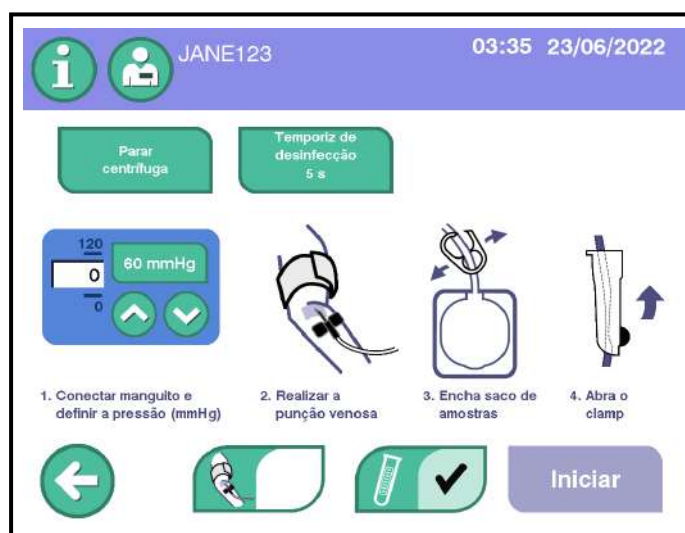 JANE123
03:35 23/06/2022
Parar
centrífuga
Temporiz de
desinfecção
5 s
120
0
0
60 mmHg
1. Conectar manguito e
definir a pressão (mmHg)
2. Realizar a
punção venosa
3. Encha saco de
amostras
4. Abra o
clamp
Iniciar